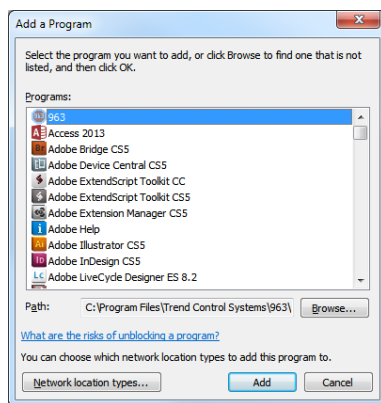 Add a Program
Select the program you want to add, or click Browse to find one that is not
listed, and then click OK.
Programs:
963
Access 2013
Adobe Bridge CS5
Adobe Device Central CS5
Adobe ExtendScript Toolkit CC
Adobe ExtendScript Toolkit CS5
Adobe Extension Manager CS5
Adobe Help
Adobe Illustrator CS5
Adobe InDesign CS5
Adobe LiveCycle Designer ES 8.2
Path: C:\Program Files\Trend Control Systems\963\ Browse...
What are the risks of unblocking a program?
You can choose which network location types to add this program to.
Network location types... Add Cancel